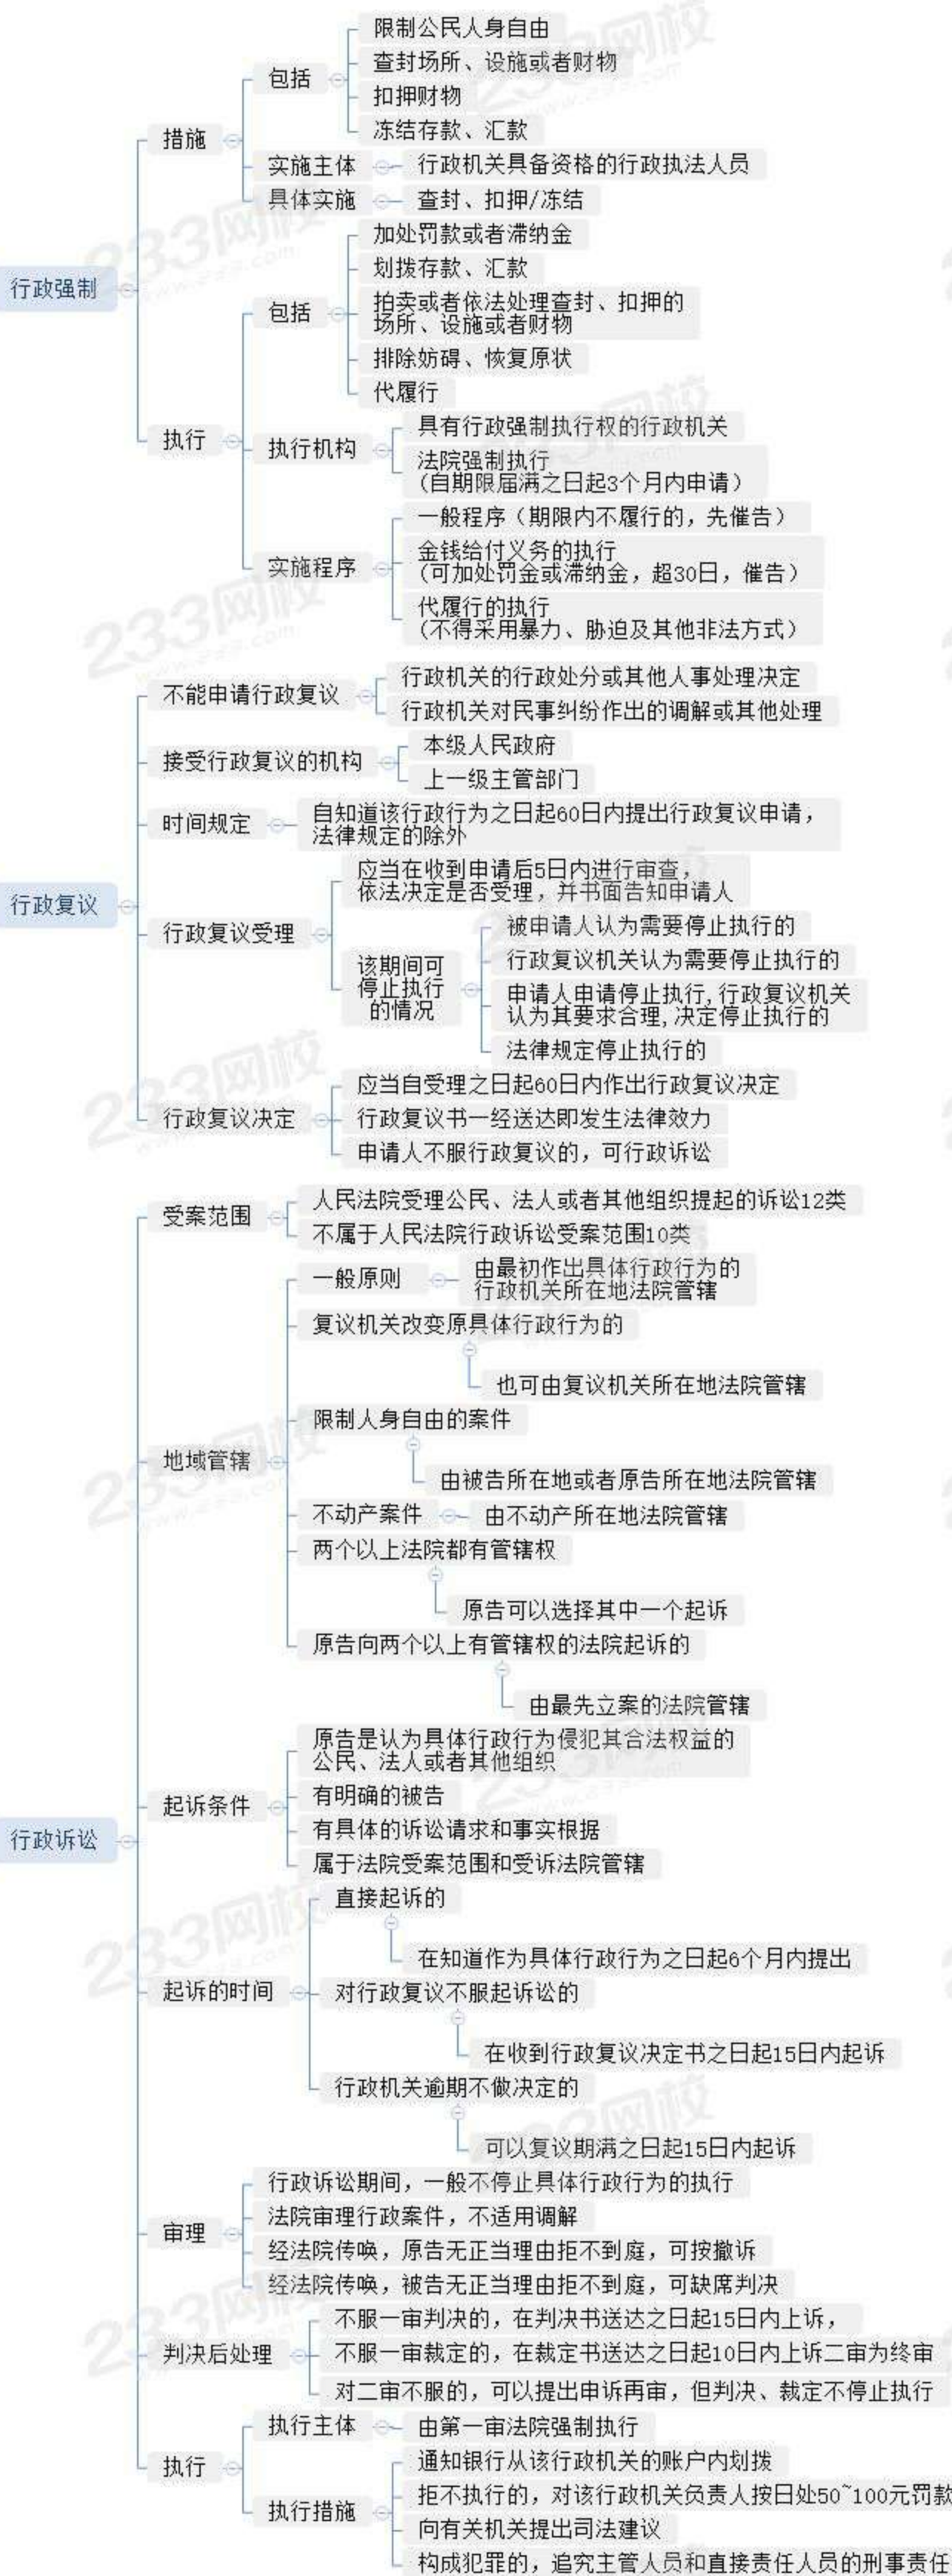 行政强制
措施
包括
限制公民人身自由
查封场所、设施或者财物
扣押财物
冻结存款、汇款
实施主体
行政机关具备资格的行政执法人员
具体实施
查封、扣押/冻结
执行
包括
加处罚款或者滞纳金
划拨存款、汇款
拍卖或者依法处理查封、扣押的
场所、设施或者财物
排除妨碍、恢复原状
代履行
执行机构
具有行政强制执行权的行政机关
法院强制执行
（自期限届满之日起3个月内申请）
实施程序
一般程序（期限内不履行的，先催告）
金钱给付义务的执行
（可加处罚金或滞纳金，超30日，催告）
代履行的执行
（不得采用暴力、胁迫及其他非法方式）
行政复议
不能申请行政复议
行政机关的行政处分或其他人事处理决定
行政机关对民事纠纷作出的调解或其他处理
接受行政复议的机构
本级人民政府
上一级主管部门
时间规定
自知道该行政行为之日起60日内提出行政复议申请，
法律规定的除外
行政复议受理
应当在收到申请后5日内进行审查，
依法决定是否受理，并书面告知申请人
该期间可
停止执行
的情况
被申请人认为需要停止执行的
行政复议机关认为需要停止执行的
申请人申请停止执行,行政复议机关
认为其要求合理,决定停止执行的
法律规定停止执行的
行政复议决定
应当自受理之日起60日内作出行政复议决定
行政复议书一经送达即发生法律效力
申请人不服行政复议的，可行政诉讼
行政诉讼
受案范围
人民法院受理公民、法人或者其他组织提起的诉讼12类
不属于人民法院行政诉讼受案范围10类
地域管辖
一般原则
由最初作出具体行政行为的
行政机关所在地法院管辖
复议机关改变原具体行政行为的
也可由复议机关所在地法院管辖
限制人身自由的案件
由被告所在地或者原告所在地法院管辖
不动产案件
由不动产所在地法院管辖
两个以上法院都有管辖权
原告可以选择其中一个起诉
原告向两个以上有管辖权的法院起诉的
由最先立案的法院管辖
起诉条件
原告是认为具体行政行为侵犯其合法权益的
公民、法人或者其他组织
有明确的被告
有具体的诉讼请求和事实根据
属于法院受案范围和受诉法院管辖
起诉的时间
直接起诉的
在知道作为具体行政行为之日起6个月内提出
对行政复议不服起诉讼的
在收到行政复议决定书之日起15日内起诉
行政机关逾期不做决定的
可以复议期满之日起15日内起诉
审理
行政诉讼期间，一般不停止具体行政行为的执行
法院审理行政案件，不适用调解
经法院传唤，原告无正当理由拒不到庭，可按撤诉
经法院传唤，被告无正当理由拒不到庭，可缺席判决
判决后处理
不服一审判决的，在判决书送达之日起15日内上诉，
不服一审裁定的，在裁定书送达之日起10日内上诉二审为终审
对二审不服的，可以提出申诉再审，但判决、裁定不停止执行
执行
执行主体
由第一审法院强制执行
执行措施
通知银行从该行政机关的账户内划拨
拒不执行的，对该行政机关负责人按日处50~100元罚款
向有关机关提出司法建议
构成犯罪的，追究主管人员和直接责任人员的刑事责任